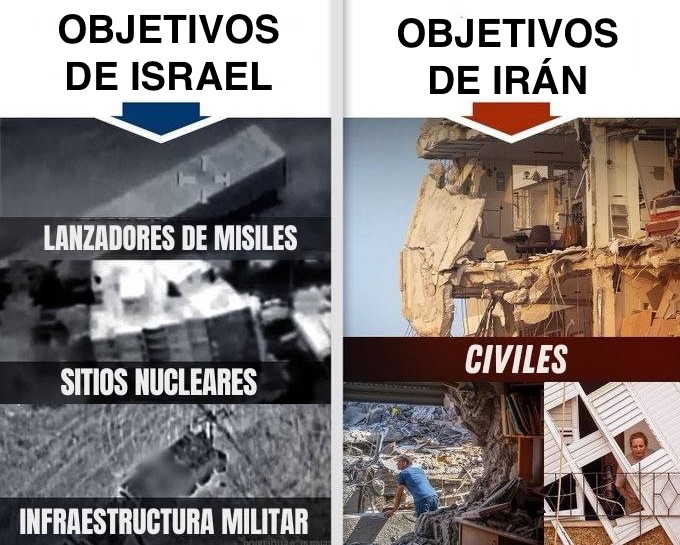 OBJETIVOS
DE ISRAEL
LANZADORES DE MISILES
SITIOS NUCLEARES
INFRAESTRUCTURA MILITAR
OBJETIVOS
DE IRÁN
CIVILES